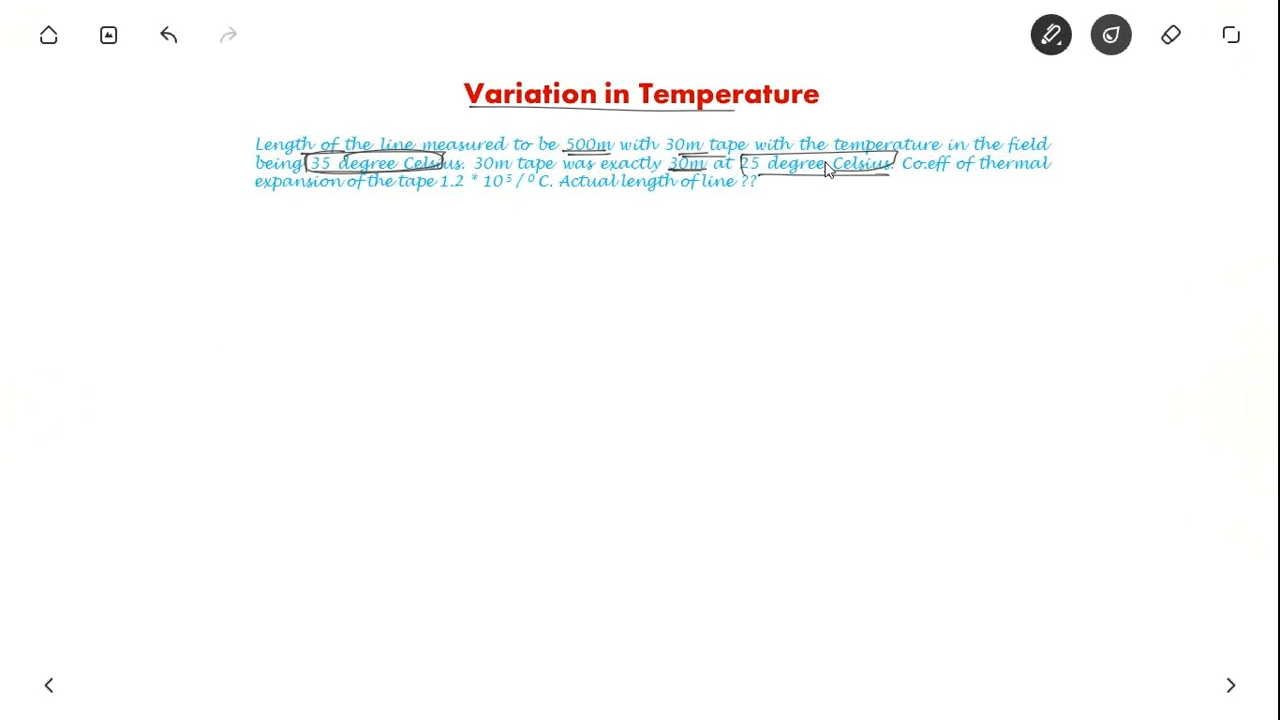 Variation in Temperature
Length of the line measured to be 500m with 30m tape with the temperature in the field
being 35 degree Celsius. 30m tape was exactly 30m at 25 degree Celsius. Co.eff of thermal
expansion of the tape 1.2 * 10⁵ / ⁰ C. Actual length of line ??